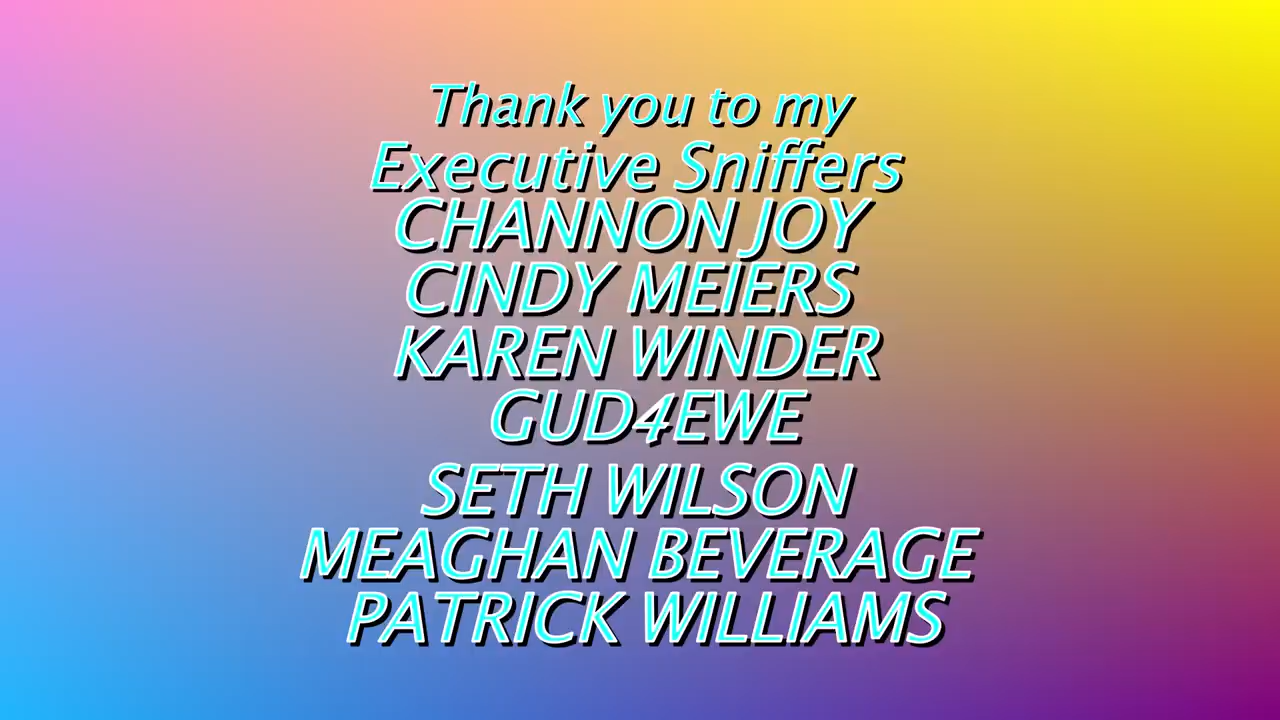 Thank you to my
Executive Sniffers
CHANNON JOY
CINDY MEIERS
KAREN WINDER
GUD4EWE
SETH WILSON
MEAGHAN BEVERAGE
PATRICK WILLIAMS